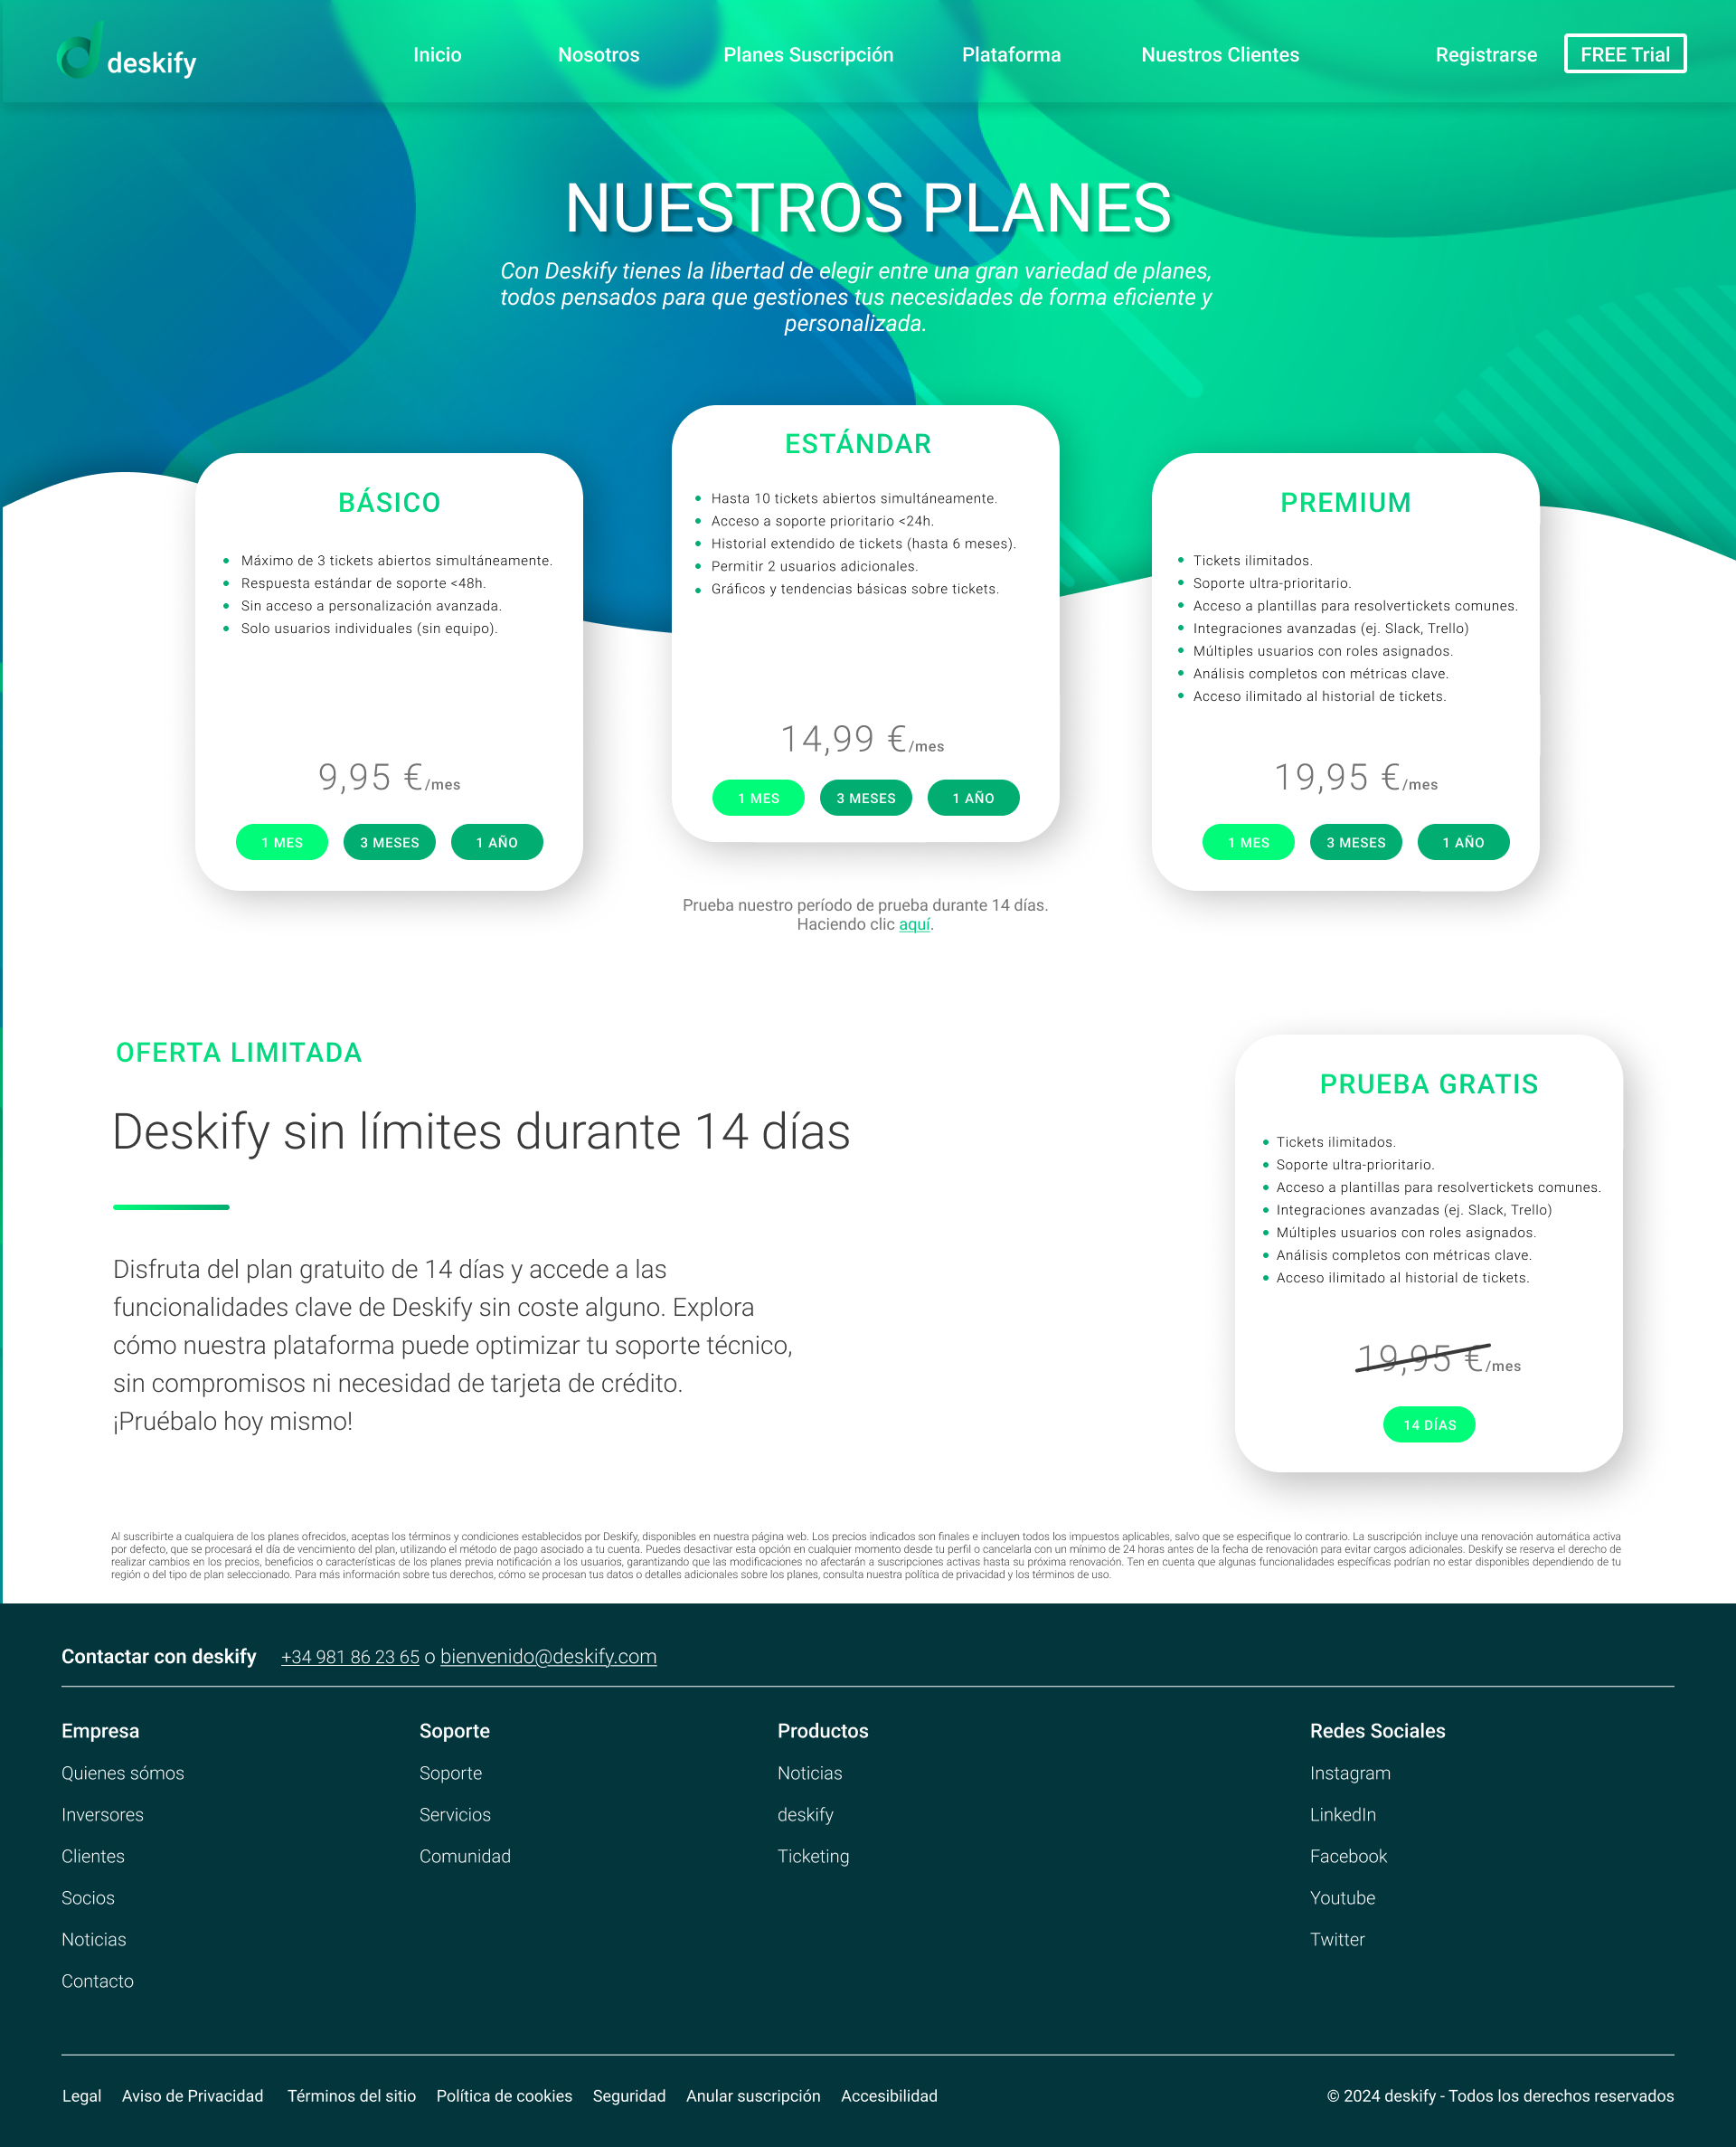 deskify
Inicio
Nosotros
Planes Suscripción
Plataforma
Nuestros Clientes
Registrarse
FREE Trial
NUESTROS PLANES
Con Deskify tienes la libertad de elegir entre una gran variedad de planes,
todos pensados para que gestiones tus necesidades de forma eficiente y
personalizada.
BÁSICO
Máximo de 3 tickets abiertos simultáneamente.
Respuesta estándar de soporte <48h.
Sin acceso a personalización avanzada.
Solo usuarios individuales (sin equipo).
9,95 €/mes
1 MES
3 MESES
1 AÑO
ESTÁNDAR
Hasta 10 tickets abiertos simultáneamente.
Acceso a soporte prioritario <24h.
Historial extendido de tickets (hasta 6 meses).
Permitir 2 usuarios adicionales.
Gráficos y tendencias básicas sobre tickets.
14,99 €/mes
1 MES
3 MESES
1 AÑO
PREMIUM
Tickets ilimitados.
Soporte ultra-prioritario.
Acceso a plantillas para resolvertickets comunes.
Integraciones avanzadas (ej. Slack, Trello)
Múltiples usuarios con roles asignados.
Análisis completos con métricas clave.
Acceso ilimitado al historial de tickets.
19,95 €/mes
1 MES
3 MESES
1 AÑO
Prueba nuestro período de prueba durante 14 días.
Haciendo clic aquí.
OFERTA LIMITADA
Deskify sin límites durante 14 días
Disfruta del plan gratuito de 14 días y accede a las
funcionalidades clave de Deskify sin coste alguno. Explora
cómo nuestra plataforma puede optimizar tu soporte técnico,
sin compromisos ni necesidad de tarjeta de crédito.
¡Pruébalo hoy mismo!
PRUEBA GRATIS
Tickets ilimitados.
Soporte ultra-prioritario.
Acceso a plantillas para resolvertickets comunes.
Integraciones avanzadas (ej. Slack, Trello)
Múltiples usuarios con roles asignados.
Análisis completos con métricas clave.
Acceso ilimitado al historial de tickets.
19,95 €/mes
14 DÍAS
Al suscribirte a cualquiera de los planes ofrecidos, aceptas los términos y condiciones establecidos por Deskify, disponibles en nuestra página web. Los precios indicados son finales e incluyen todos los impuestos aplicables, salvo que se especifique lo contrario. La suscripción incluye una renovación automática activa
por defecto, que se procesará el día de vencimiento del plan, utilizando el método de pago asociado a tu cuenta. Puedes desactivar esta opción en cualquier momento desde tu perfil o cancelarla con un mínimo de 24 horas antes de la fecha de renovación para evitar cargos adicionales. Deskify se reserva el derecho de
realizar cambios en los precios, beneficios o características de los planes previa notificación a los usuarios, garantizando que las modificaciones no afectarán a suscripciones activas hasta su próxima renovación. Ten en cuenta que algunas funcionalidades específicas podrían no estar disponibles dependiendo de tu
región o del tipo de plan seleccionado. Para más información sobre tus derechos, cómo se procesan tus datos o detalles adicionales sobre los planes, consulta nuestra política de privacidad y los términos de uso.
Contactar con deskify +34 981 86 23 65 o bienvenido@deskify.com
Empresa
Quienes sómos
Inversores
Clientes
Socios
Noticias
Contacto
Soporte
Soporte
Servicios
Comunidad
Productos
Noticias
deskify
Ticketing
Redes Sociales
Instagram
LinkedIn
Facebook
Youtube
Twitter
Legal
Aviso de Privacidad
Términos del sitio
Política de cookies
Seguridad
Anular suscripción
Accesibilidad
© 2024 deskify - Todos los derechos reservados